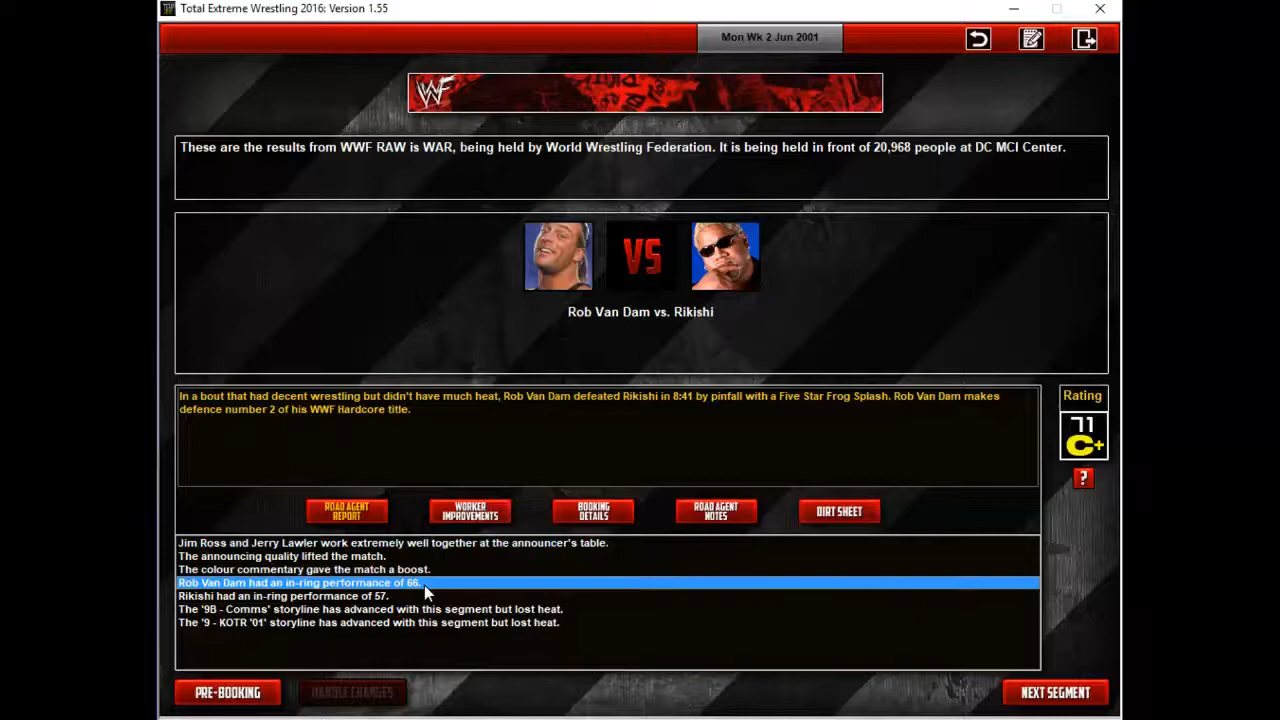 Total Extreme Wrestling 2016: Version 1.55
Mon Wk 2 Jun 2001
WF
These are the results from WWF RAW is WAR, being held by World Wrestling Federation. It is being held in front of 20,968 people at DC MCI Center.
VS
Rob Van Dam vs. Rikishi
In a bout that had decent wrestling but didn't have much heat, Rob Van Dam defeated Rikishi in 8:41 by pinfall with a Five Star Frog Splash. Rob Van Dam makes
defence number 2 of his WWF Hardcore title.
Rating
71
C+
?
ROAD AGENT
REPORT
WORKER
IMPROVEMENTS
BOOKING
DETAILS
ROAD AGENT
NOTES
DIRT SHEET
Jim Ross and Jerry Lawler work extremely well together at the announcer's table.
The announcing quality lifted the match.
The colour commentary gave the match a boost.
Rob Van Dam had an in-ring performance of 66.
Rikishi had an in-ring performance of 57.
The '9B - Comms' storyline has advanced with this segment but lost heat.
The '9 - KOTR '01' storyline has advanced with this segment but lost heat.
PRE-BOOKING
HANDLE CHANGES
NEXT SEGMENT